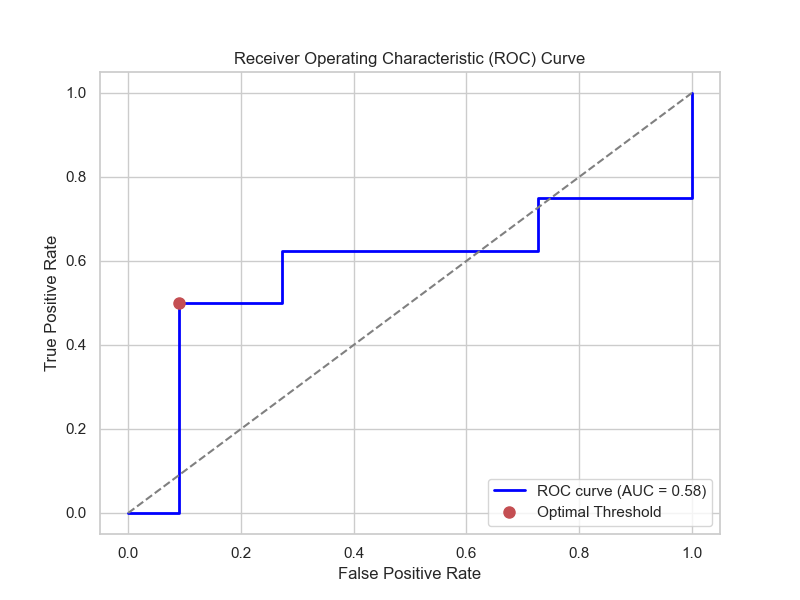 Receiver Operating Characteristic (ROC) Curve
1.0
0.8
0.6
0.4
0.2
0.0
True Positive Rate
ROC curve (AUC = 0.58)
Optimal Threshold
0.0 0.2 0.4 0.6 0.8 1.0
False Positive Rate